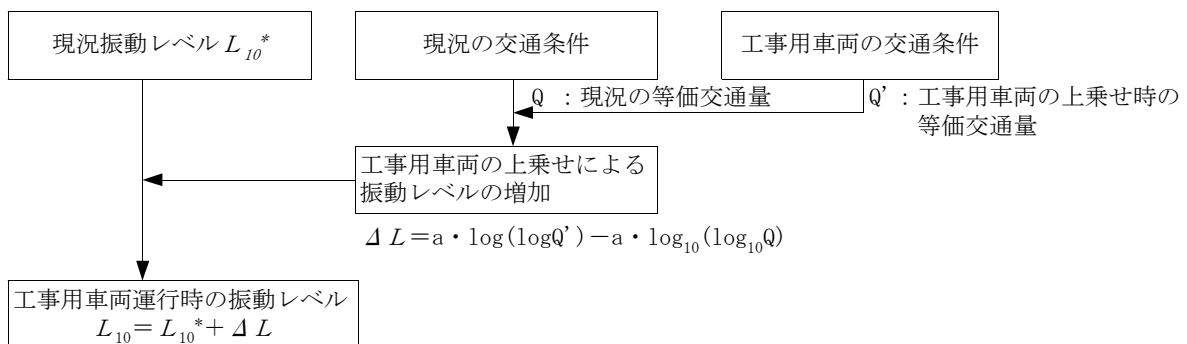 現況振動レベルL10*
現況の交通条件
工事用車両の交通条件
Q ：現況の等価交通量
Q’：工事用車両の上乗せ時の
等価交通量
工事用車両の上乗せによる
振動レベルの増加
ΔL＝a・log(logQ’)－a・log10(log10Q)
工事用車両運行時の振動レベル
L10＝L10*＋ΔL